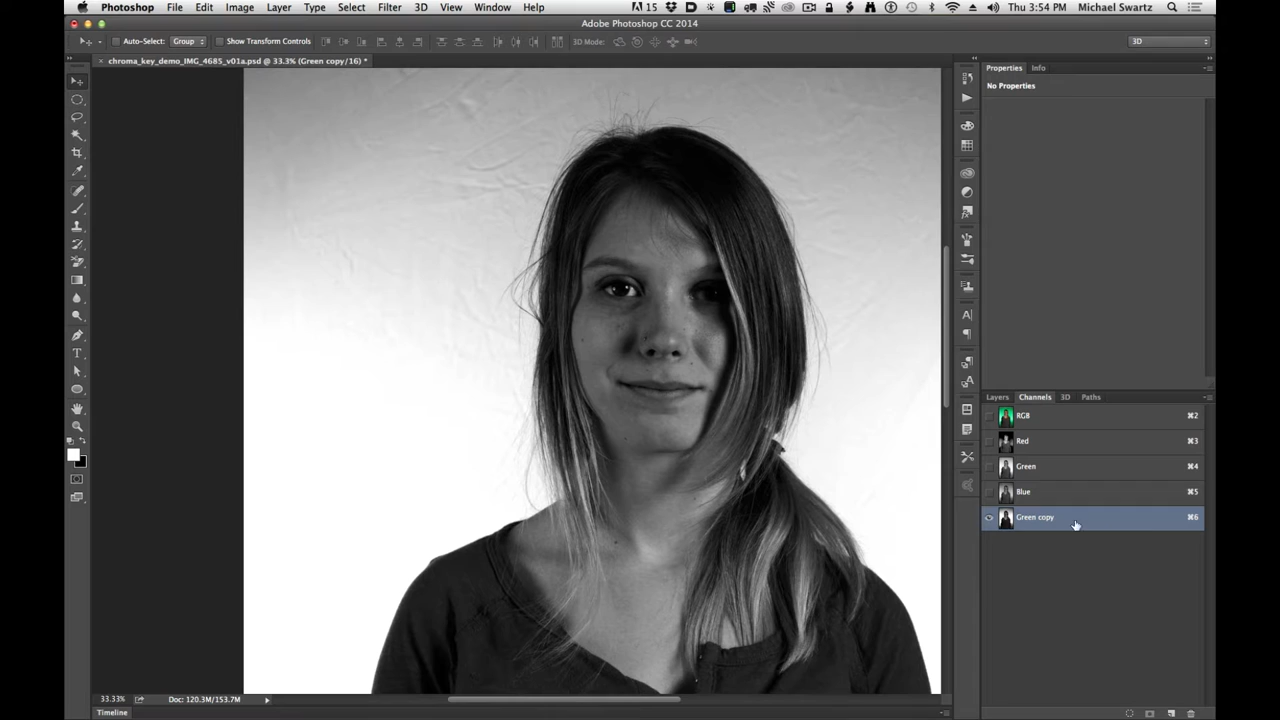 Photoshop File Edit Image Layer Type Select Filter 3D View Window Help 15 Thu 3:54 PM Michael Swartz
Adobe Photoshop CC 2014
Auto-Select: Group Show Transform Controls 3D Mode: 3D
× chroma_key_demo_IMG_4685_v01a.psd @ 33.3% (Green copy/16) *
Properties Info
No Properties
Layers Channels 3D Paths
RGB ⌘2
Red ⌘3
Green ⌘4
Blue ⌘5
Green copy ⌘6
33.33% Doc: 120.3M/153.7M
Timeline